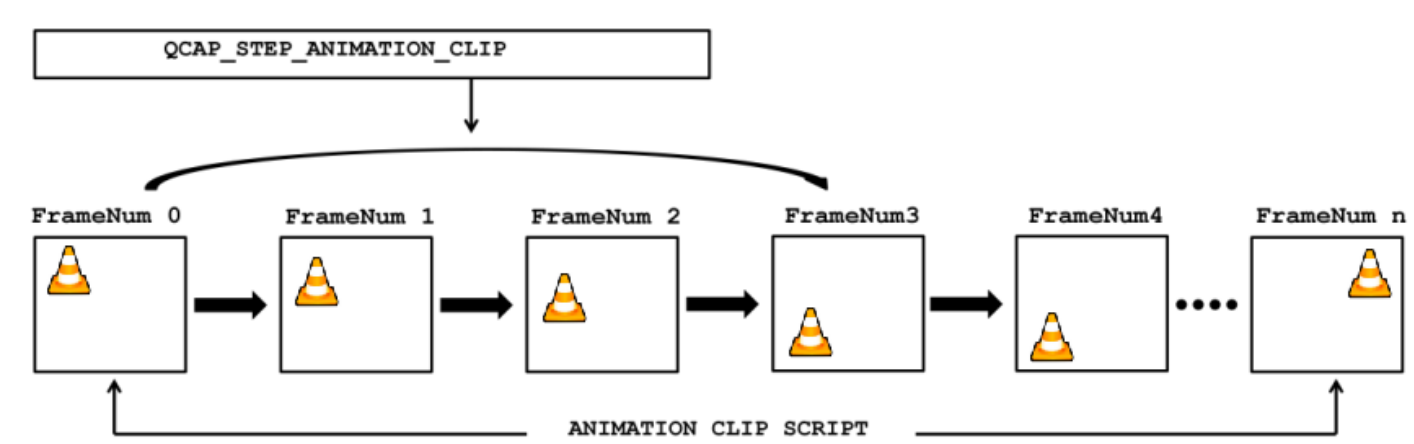 QCAP_STEP_ANIMATION_CLIP
FrameNum 0 FrameNum 1 FrameNum 2 FrameNum3 FrameNum4 FrameNum n
ANIMATION CLIP SCRIPT